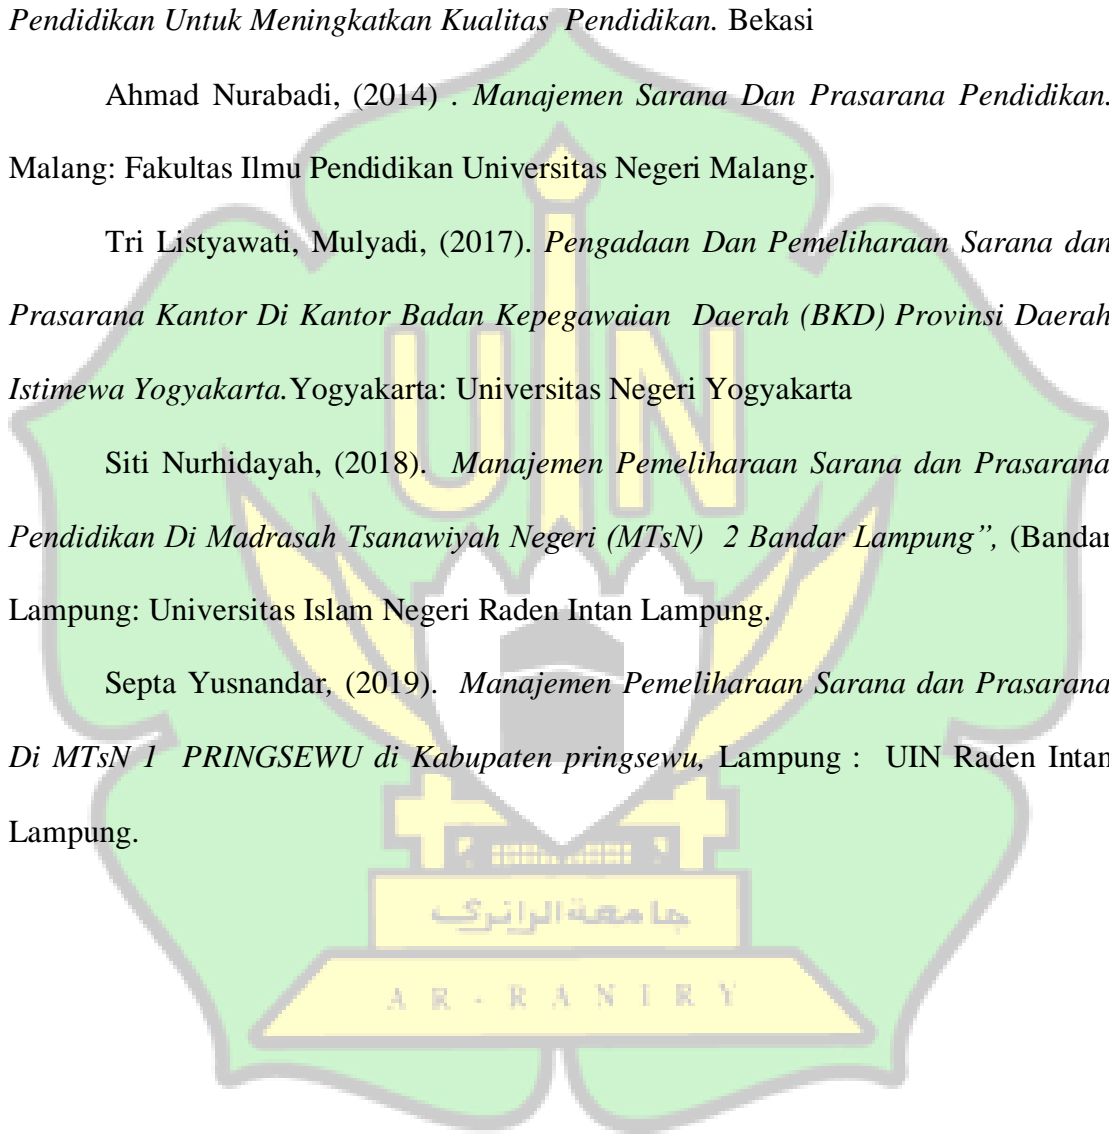 Pendidikan Untuk Meningkatkan Kualitas  Pendidikan. Bekasi
Ahmad Nurabadi, (2014) . Manajemen Sarana Dan Prasarana Pendidikan.
Malang: Fakultas Ilmu Pendidikan Universitas Negeri Malang.
Tri Listyawati, Mulyadi, (2017). Pengadaan Dan Pemeliharaan Sarana dan
Prasarana Kantor Di Kantor Badan Kepegawaian  Daerah (BKD) Provinsi Daerah
Istimewa Yogyakarta.Yogyakarta: Universitas Negeri Yogyakarta
UIN
Siti Nurhidayah, (2018).  Manajemen Pemeliharaan Sarana dan Prasarana
Pendidikan Di Madrasah Tsanawiyah Negeri (MTsN)  2 Bandar Lampung”, (Bandar
Lampung: Universitas Islam Negeri Raden Intan Lampung.
Septa Yusnandar, (2019).  Manajemen Pemeliharaan Sarana dan Prasarana
Di MTsN 1  PRINGSEWU di Kabupaten pringsewu, Lampung :  UIN Raden Intan
Lampung.
جامعة الرانري
AR-RANIRY